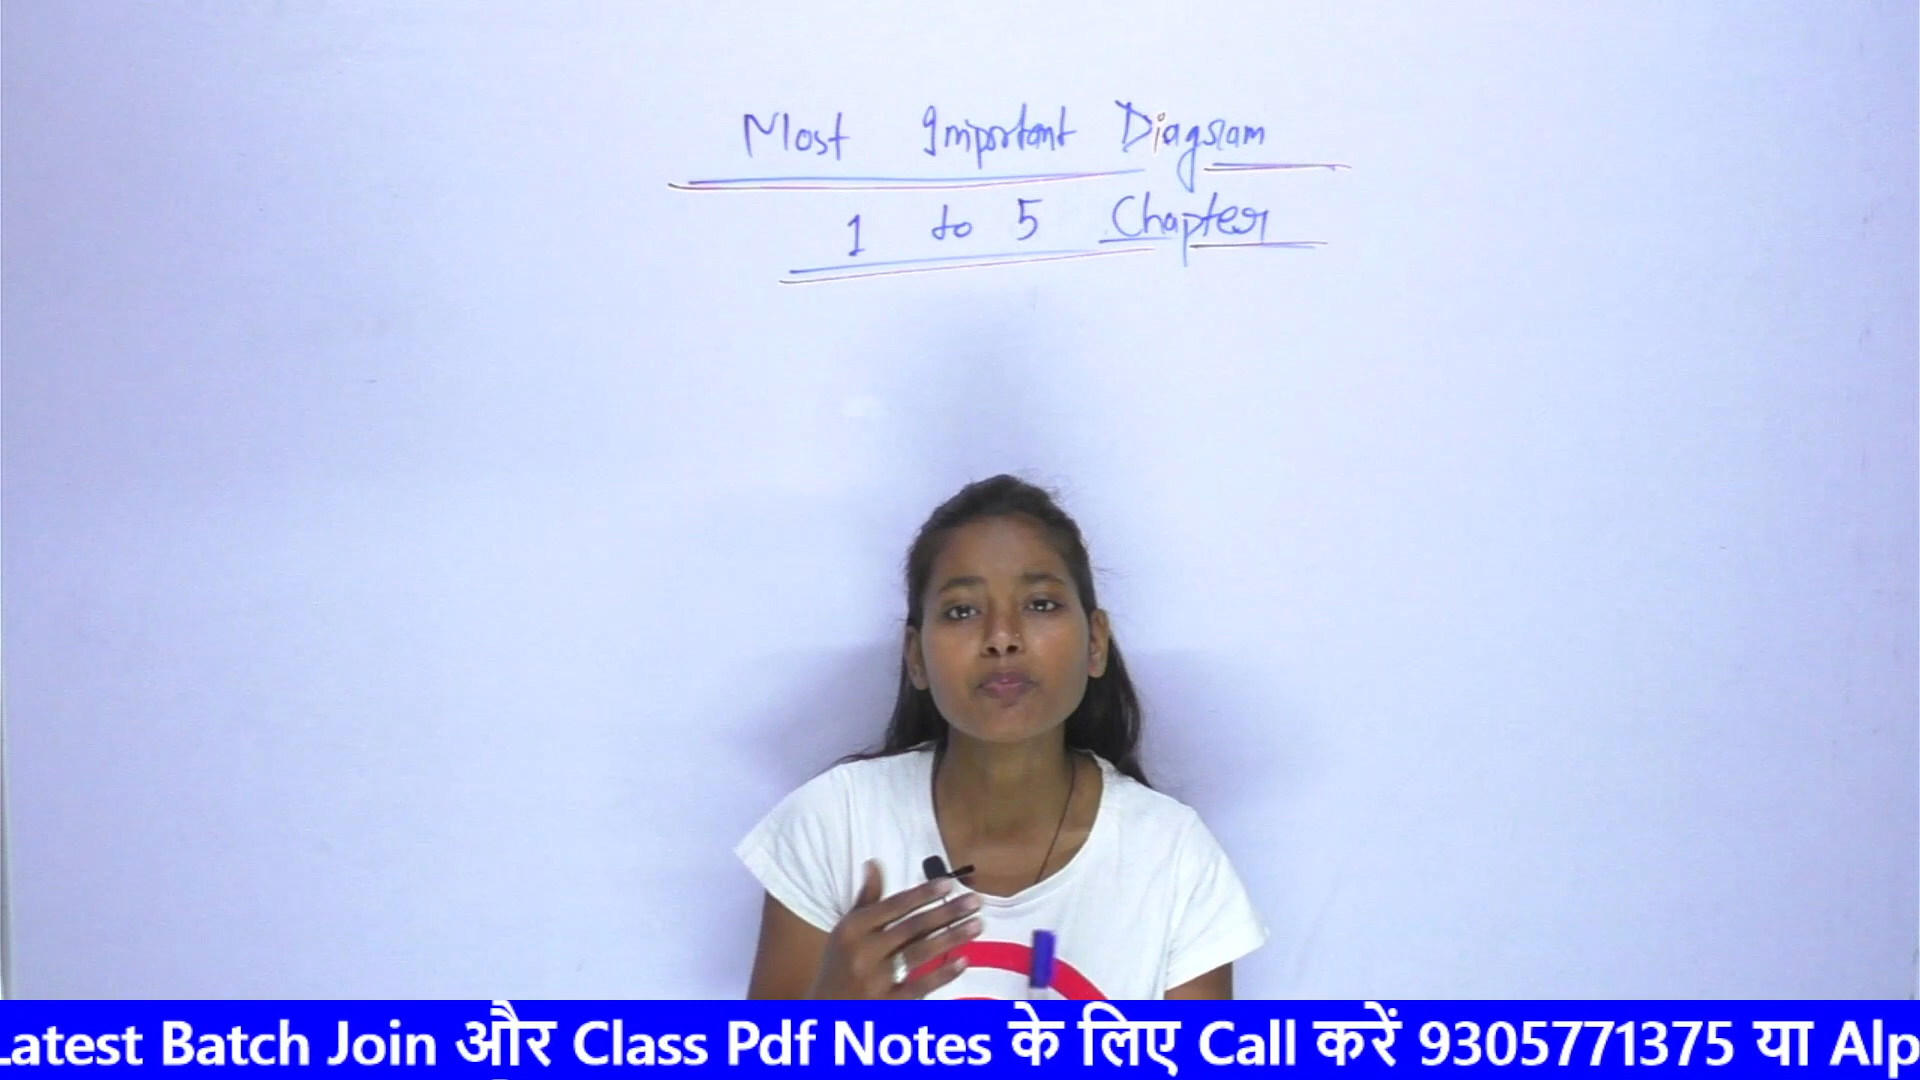 Most Important Diagram
1 to 5 Chapter
Latest Batch Join और Class Pdf Notes के लिए Call करें 9305771375 या Alp